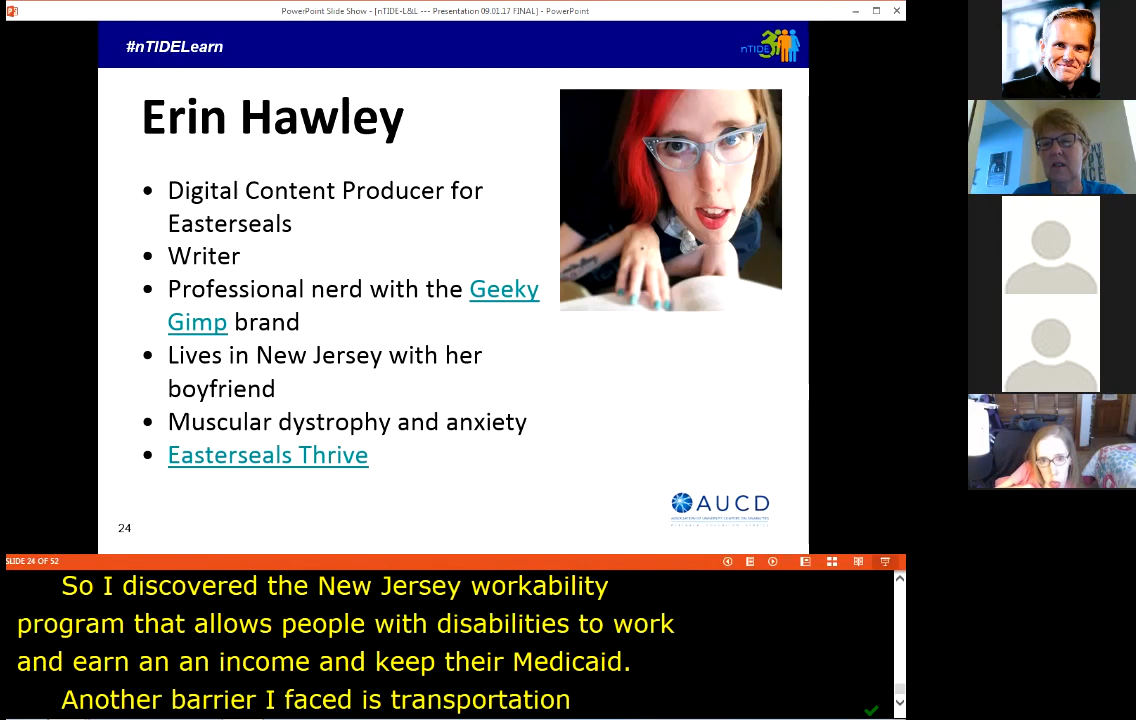 PowerPoint Slide Show - [nTIDE-L&L --- Presentation 09.01.17 FINAL] - PowerPoint
#nTIDELearn
nTIDE
Erin Hawley
• Digital Content Producer for
Easterseals
• Writer
• Professional nerd with the Geeky
Gimp brand
• Lives in New Jersey with her
boyfriend
• Muscular dystrophy and anxiety
• Easterseals Thrive
AUCD
24
SLIDE 24 OF 52
So I discovered the New Jersey workability
program that allows people with disabilities to work
and earn an an income and keep their Medicaid.
Another barrier I faced is transportation